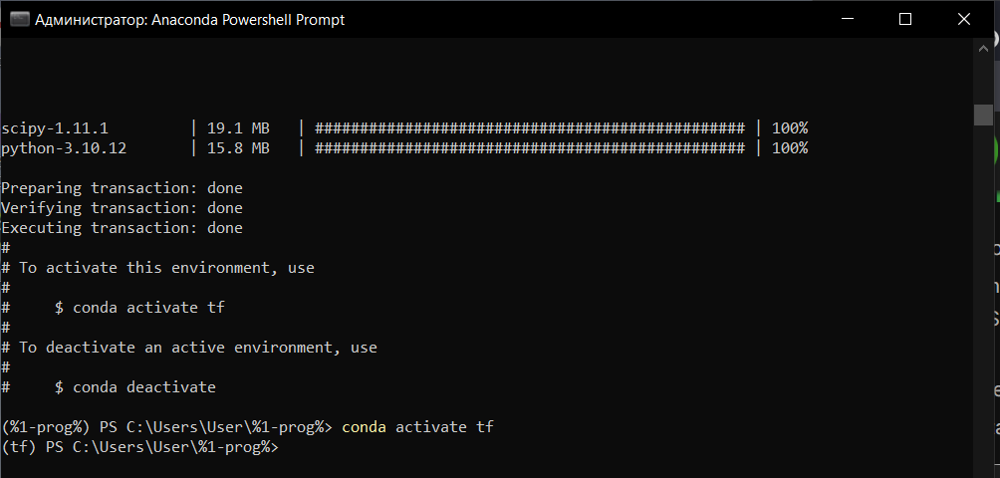 Администратор: Anaconda Powershell Prompt
scipy-1.11.1 | 19.1 MB | ############################################### | 100%
python-3.10.12 | 15.8 MB | ############################################### | 100%
Preparing transaction: done
Verifying transaction: done
Executing transaction: done
#
# To activate this environment, use
#
# $ conda activate tf
#
# To deactivate an active environment, use
#
# $ conda deactivate
(%1-prog%) PS C:\Users\User\%1-prog%> conda activate tf
(tf) PS C:\Users\User\%1-prog%>